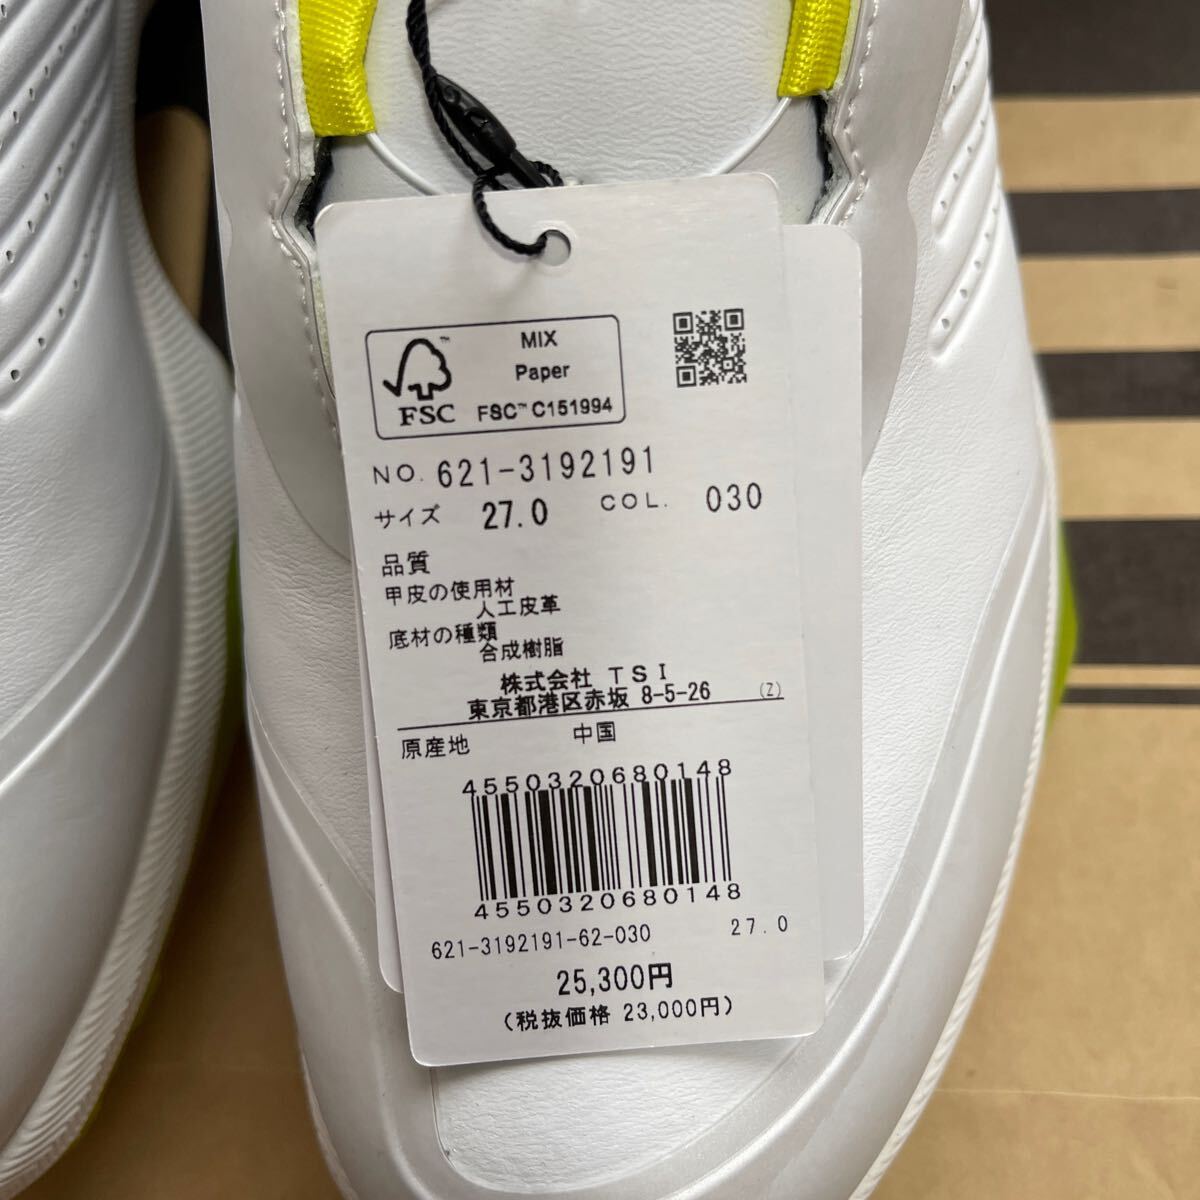 MIX
Paper
FSC™ C151994
FSC
NO. 621-3192191
サイズ 27.0 COL. 030
品質
甲皮の使用材
人工皮革
底材の種類
合成樹脂
株式会社 TSI
東京都港区赤坂 8-5-26 (Z)
原産地 中国
4550320680148
4550320680148
621-3192191-62-030 27.0
25,300円
(税抜価格 23,000円)